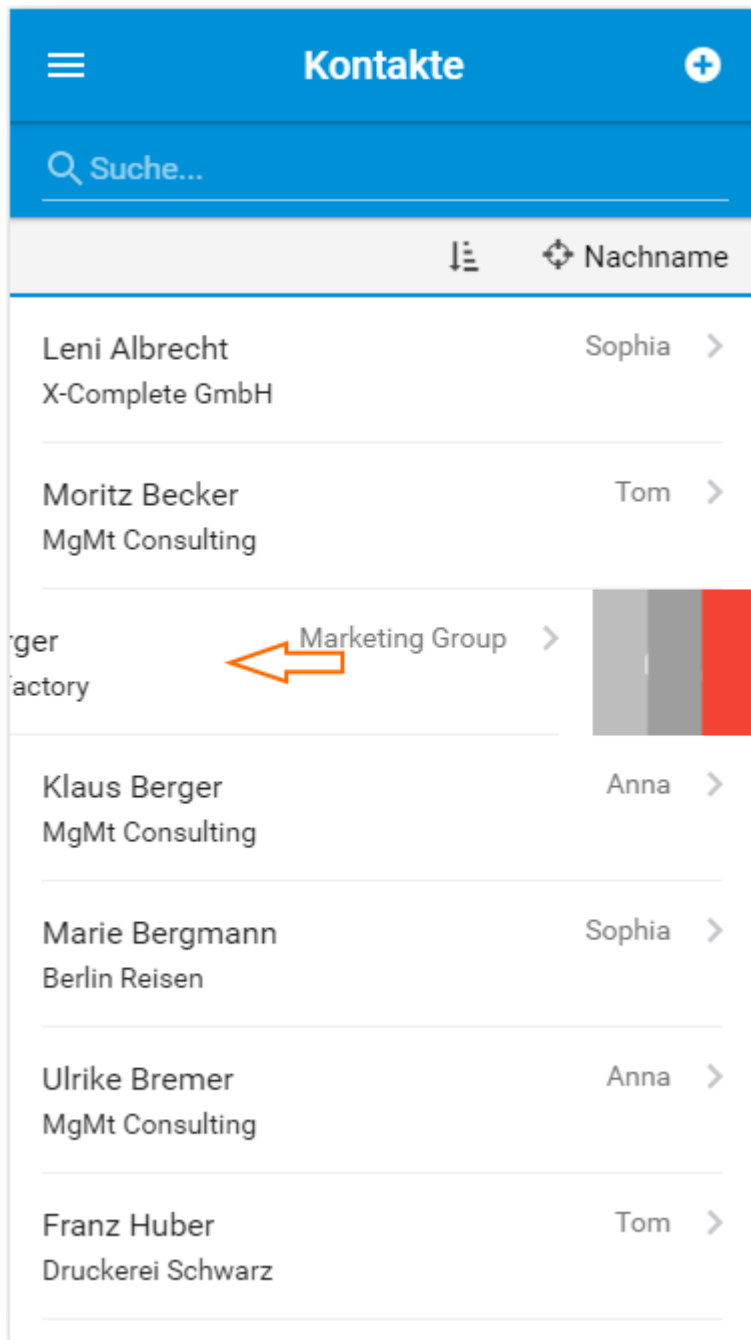 Kontakte
Suche...
Nachname
Leni Albrecht Sophia
X-Complete GmbH
Moritz Becker Tom
MgMt Consulting
rger Marketing Group
actory
Klaus Berger Anna
MgMt Consulting
Marie Bergmann Sophia
Berlin Reisen
Ulrike Bremer Anna
MgMt Consulting
Franz Huber Tom
Druckerei Schwarz